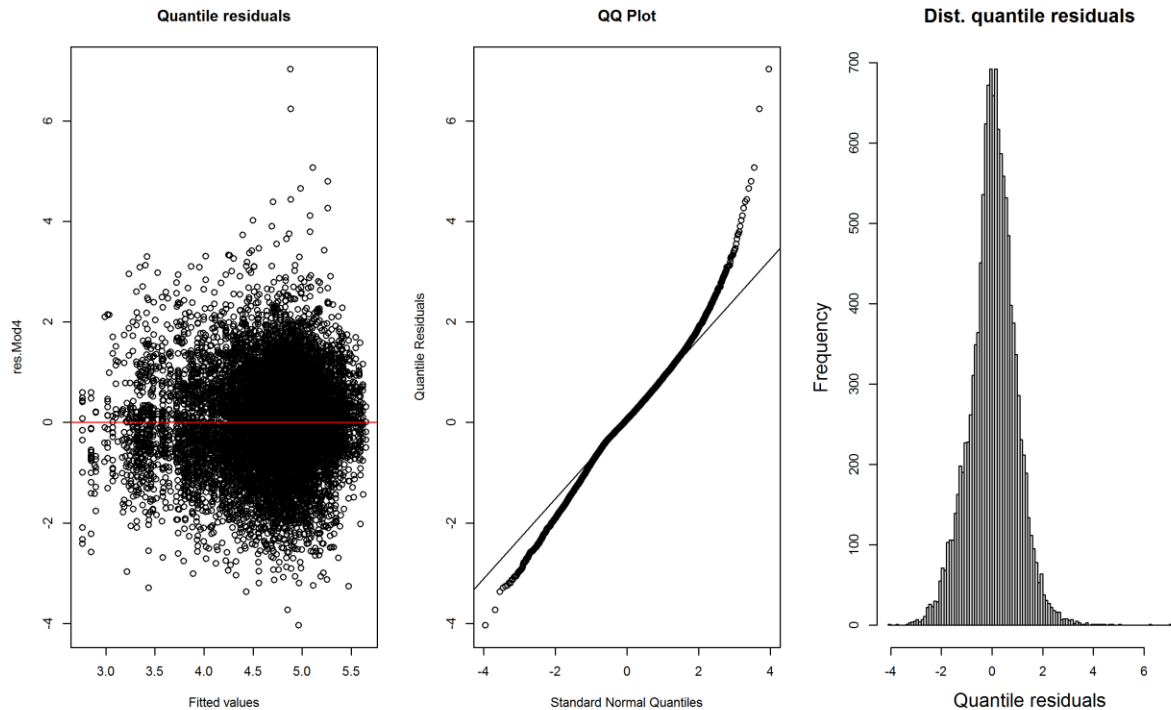 Quantile residuals
res.Mod4
6
4
2
0
-2
-4
3.0 3.5 4.0 4.5 5.0 5.5
Fitted values
QQ Plot
Quantile Residuals
6
4
2
0
-2
-4
-4 -2 0 2 4
Standard Normal Quantiles
Dist. quantile residuals
Frequency
700
600
500
400
300
200
100
0
-4 -2 0 2 4 6
Quantile residuals